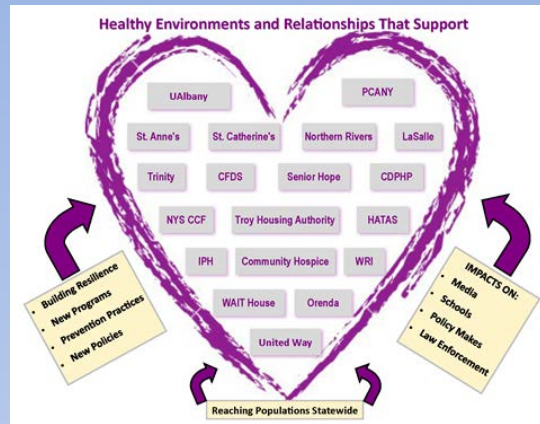 Healthy Environments and Relationships That Support
UAlbany
PCANY
St. Anne's
St. Catherine's
Northern Rivers
LaSalle
Trinity
CFDS
Senior Hope
CDPHP
NYS CCF
Troy Housing Authority
HATAS
IPH
Community Hospice
WRI
WAIT House
Orenda
United Way
Building Resilience
• New Programs
• Prevention Practices
• New Policies
IMPACTS ON:
• Media
• Schools
• Policy Makes
• Law Enforcement
Reaching Populations Statewide